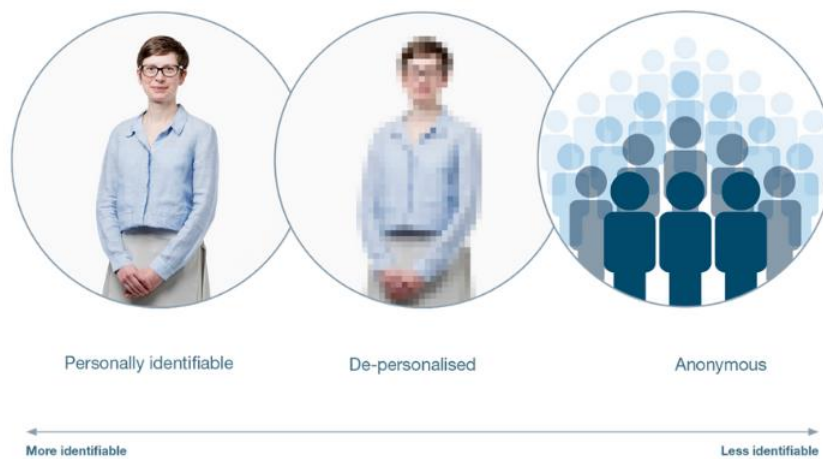 Personally identifiable
De-personalised
Anonymous
More identifiable
Less identifiable